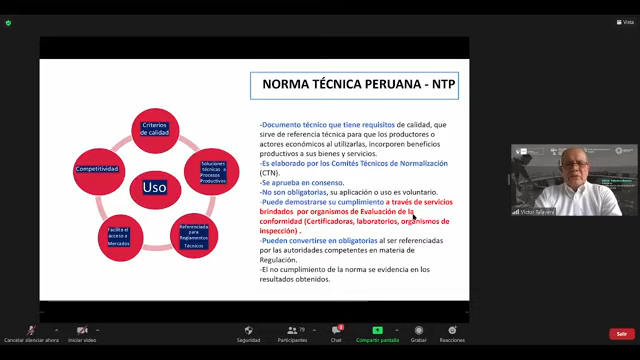 Vista
NORMA TÉCNICA PERUANA - NTP
Criterios
de calidad
Competitividad
Soluciones
técnicas a
Procesos
Productivos
Uso
Facilita el
acceso a
Mercados
Referenciada
para
Reglamentos
Técnicos
-Documento técnico que tiene requisitos de calidad, que
sirve de referencia técnica para que los productores o
actores económico al utilizarlas, incorporen beneficios
productivos a sus bienes y servicios.
-Es elaborado por los Comités Técnicos de Normalización
(CTN).
-Se aprueba en consenso.
-No son obligatorias, su aplicación o uso es voluntario.
-Puede demostrarse su cumplimiento a través de servicios
brindados por organismos de Evaluación de la
conformidad (Certificadoras, laboratorios, organismos de
inspección) .
-Pueden convertirse en obligatorias al ser referenciadas
por las autoridades competentes en materia de
Regulación.
-El no cumplimiento de la norma se evidencia en los
resultados obtenidos.
Víctor Talavera
Cancelar silenciar ahora
Iniciar video
Seguridad
Participantes
79
Chat
Compartir pantalla
Grabar
Reacciones
Salir